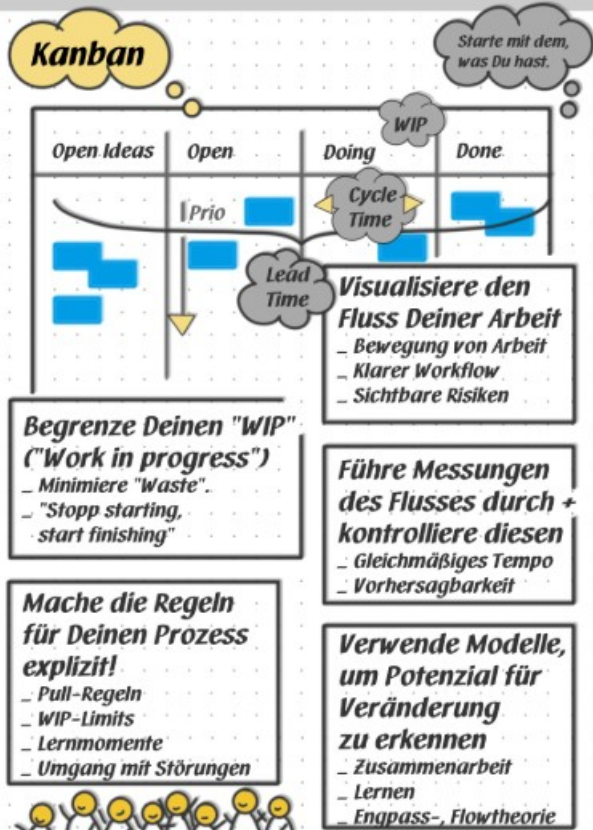 Kanban
Starte mit dem,
was Du hast.
WIP
Open Ideas
Open
Doing
Done
Prio
Cycle
Time
Lead
Time
Visualisiere den
Fluss Deiner Arbeit
_ Bewegung von Arbeit
_ Klarer Workflow
_ Sichtbare Risiken
Begrenze Deinen "WIP"
("Work in progress")
_ Minimiere "Waste".
_ "Stopp starting,
start finishing"
Führe Messungen
des Flusses durch +
kontrolliere diesen
_ Gleichmäßiges Tempo
_ Vorhersagbarkeit
Mache die Regeln
für Deinen Prozess
explizit!
_ Pull-Regeln
_ WIP-Limits
_ Lernmomente
_ Umgang mit Störungen
Verwende Modelle,
um Potenzial für
Veränderung
zu erkennen
_ Zusammenarbeit
_ Lernen
_ Engpass-, Flowtheorie